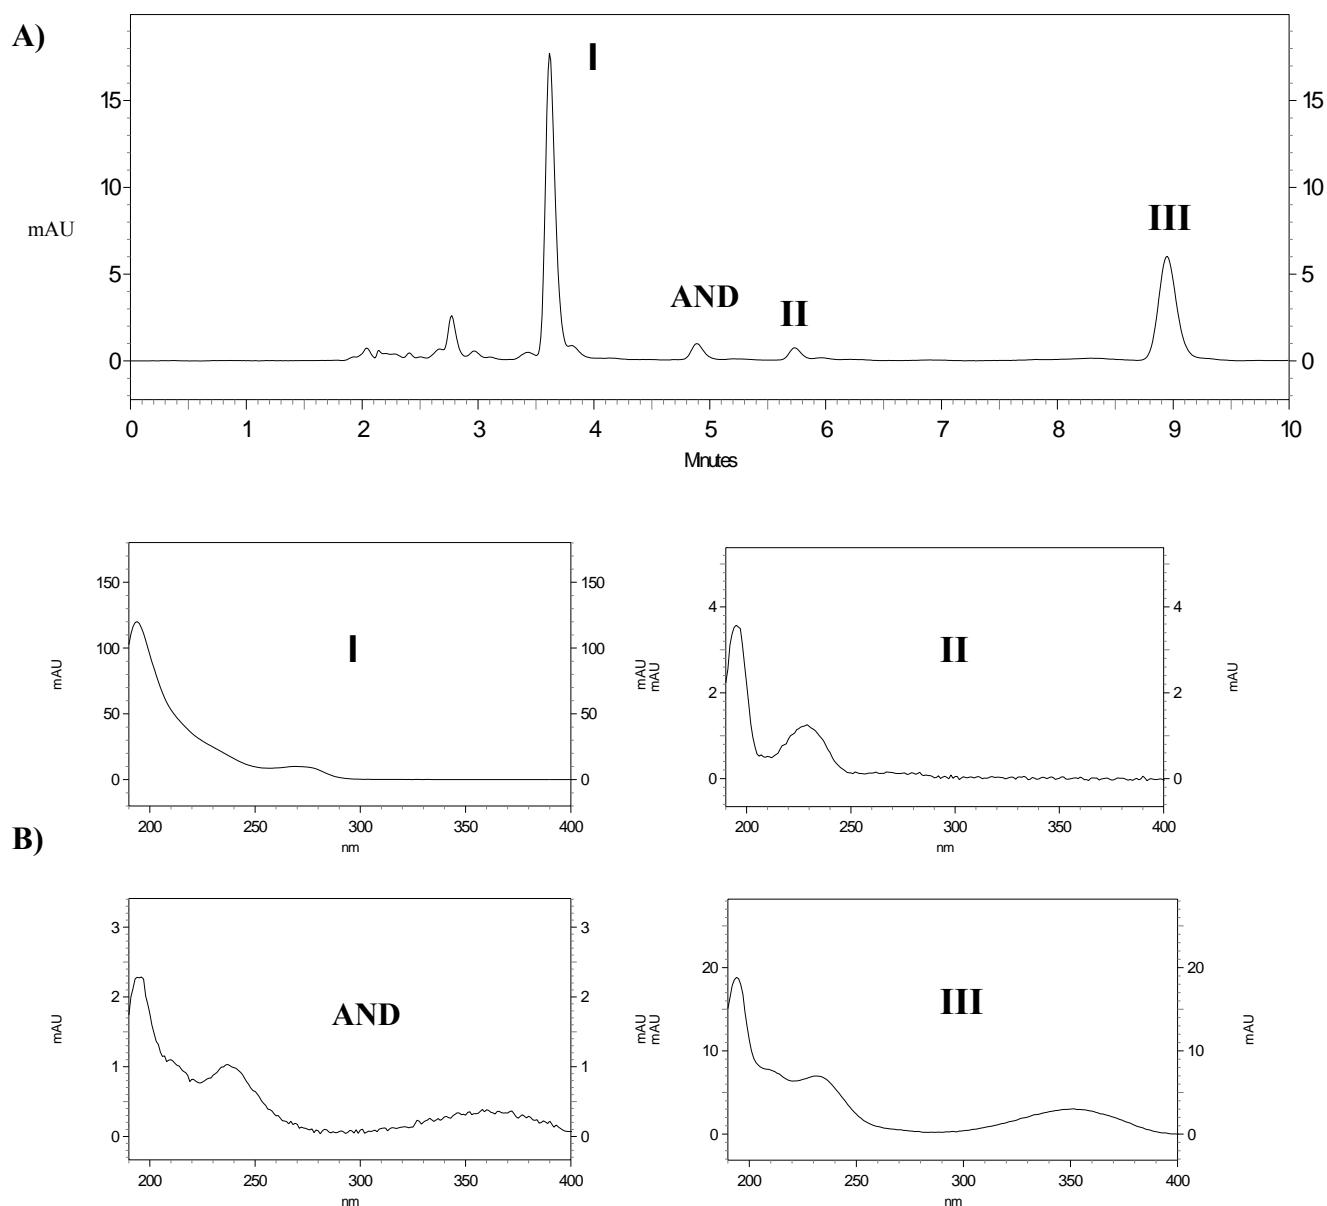 A)
I
15 15
10 10
III
mAU
AND
5 5
II
0 0
0 1 2 3 4 5 6 7 8 9 10
Minutes
150 150
4 4
I II
100 100
mAU mAU mAU mAU
2 2
50 50
0 0 0 0
200 250 300 350 400 200 250 300 350 400
nm nm
B)
3 3
20 20
2 2
AND III
mAU mAU mAU mAU
1 1 10 10
0 0 0 0
200 250 300 350 400 200 250 300 350 400
nm nm